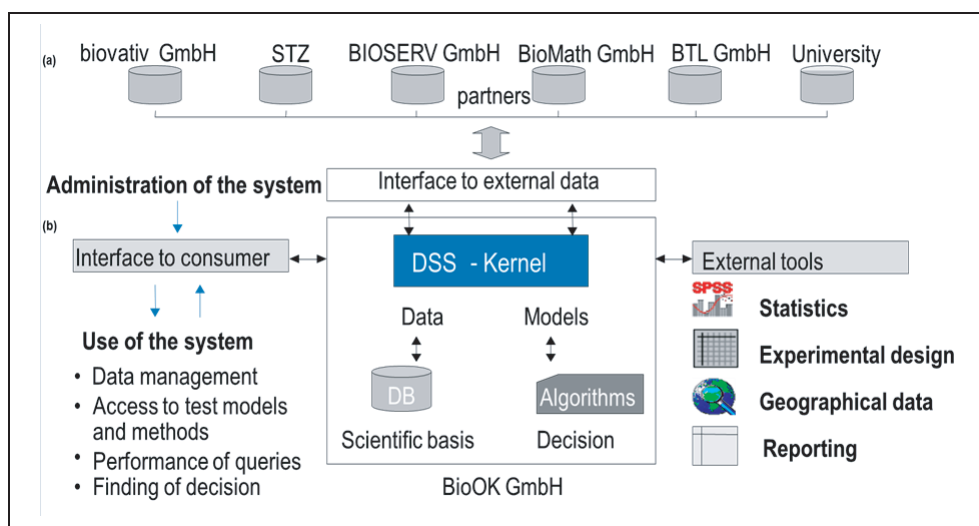 (a)
biovativ GmbH
STZ
BIOSERV GmbH
BioMath GmbH
BTL GmbH
University
partners
Administration of the system
Interface to external data
(b)
Interface to consumer
DSS - Kernel
External tools
Data
Models
SPSS
Statistics
Use of the system
Experimental design
• Data management
DB
Algorithms
Geographical data
• Access to test models
and methods
Scientific basis
Decision
• Performance of queries
Reporting
• Finding of decision
BioOK GmbH